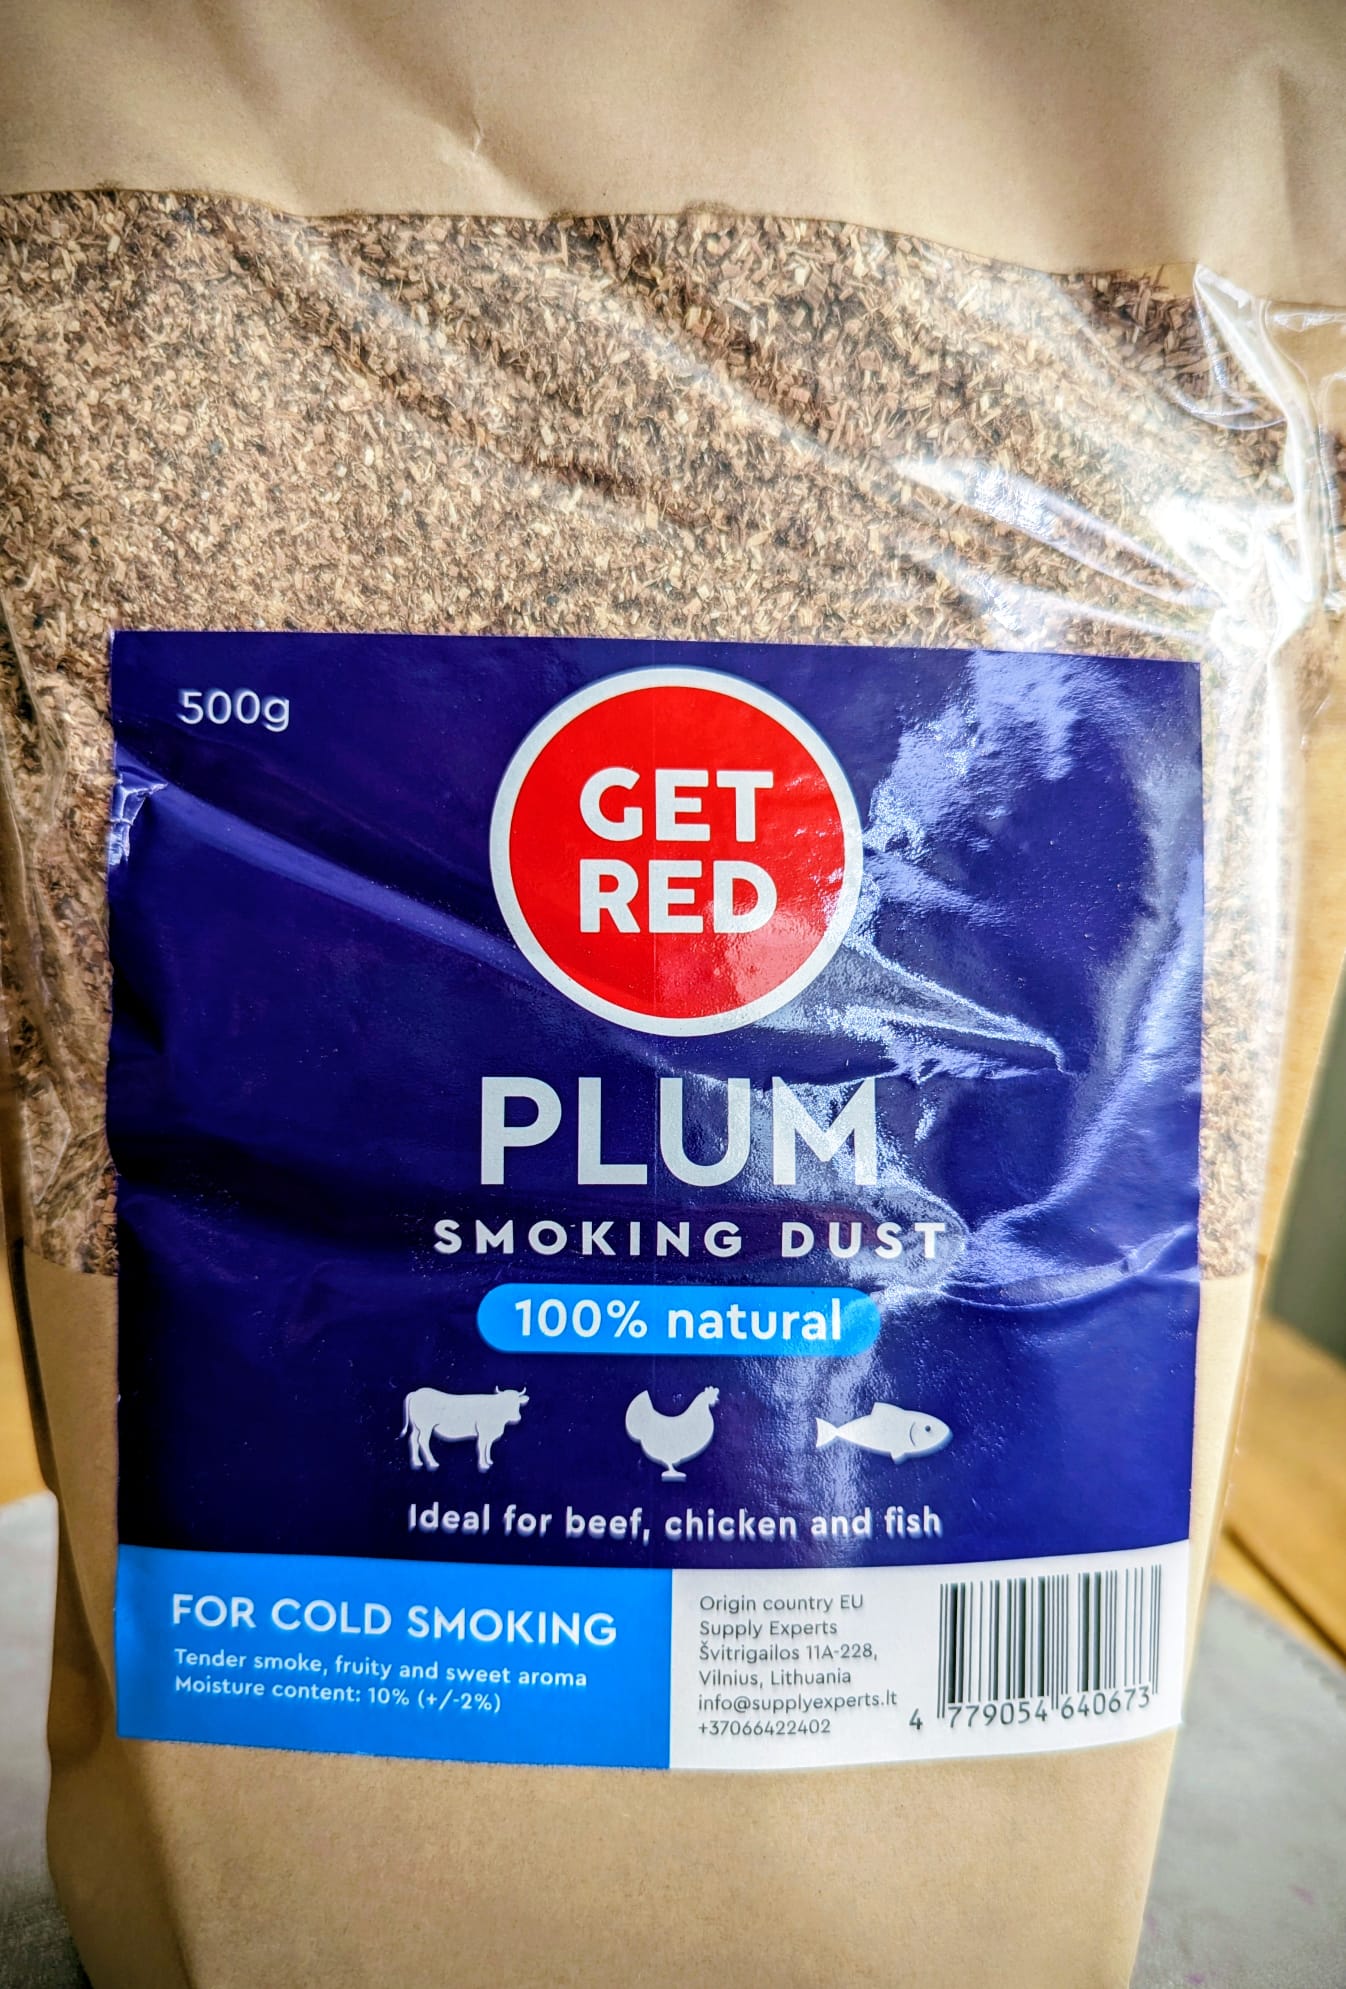 500g
GET
RED
PLUM
SMOKING DUST
100% natural
Ideal for beef, chicken and fish
FOR COLD SMOKING
Tender smoke, fruity and sweet aroma
Moisture content: 10% (+/-2%)
Origin country EU
Supply Experts
Švitrigailos 11A-228,
Vilnius, Lithuania
info@supplyexperts.lt
+37066422402
4 779054 640673